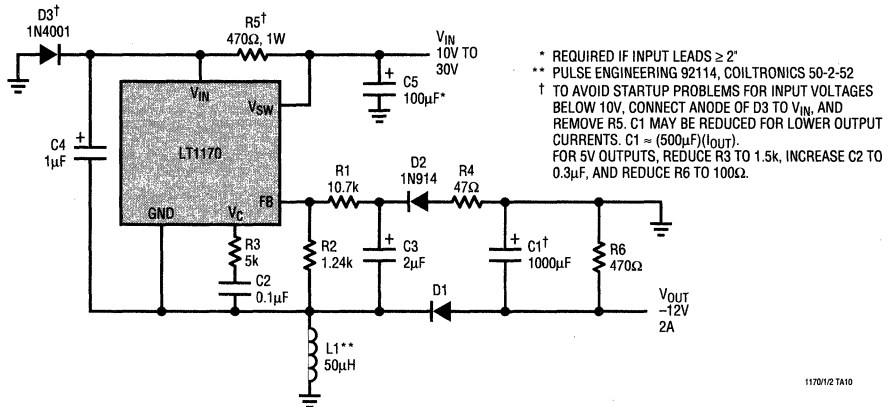 D3†
1N4001
R5†
470Ω, 1W
VIN
10V TO
30V
C5
100µF*
VIN
VSW
LT1170
C4
1µF
GND
VC
FB
R3
5k
C2
0.1µF
R1
10.7k
R2
1.24k
D2
1N914
R4
47Ω
C3
2µF
C1†
1000µF
R6
470Ω
D1
VOUT
–12V
2A
L1**
50µH
* REQUIRED IF INPUT LEADS ≥ 2"
** PULSE ENGINEERING 92114, COILTRONICS 50-2-52
† TO AVOID STARTUP PROBLEMS FOR INPUT VOLTAGES
BELOW 10V, CONNECT ANODE OF D3 TO VIN, AND
REMOVE R5. C1 MAY BE REDUCED FOR LOWER OUTPUT
CURRENTS. C1 ≈ (500µF)(IOUT).
FOR 5V OUTPUTS, REDUCE R3 TO 1.5k, INCREASE C2 TO
0.3µF, AND REDUCE R6 TO 100Ω.
1170/1/2 TA10